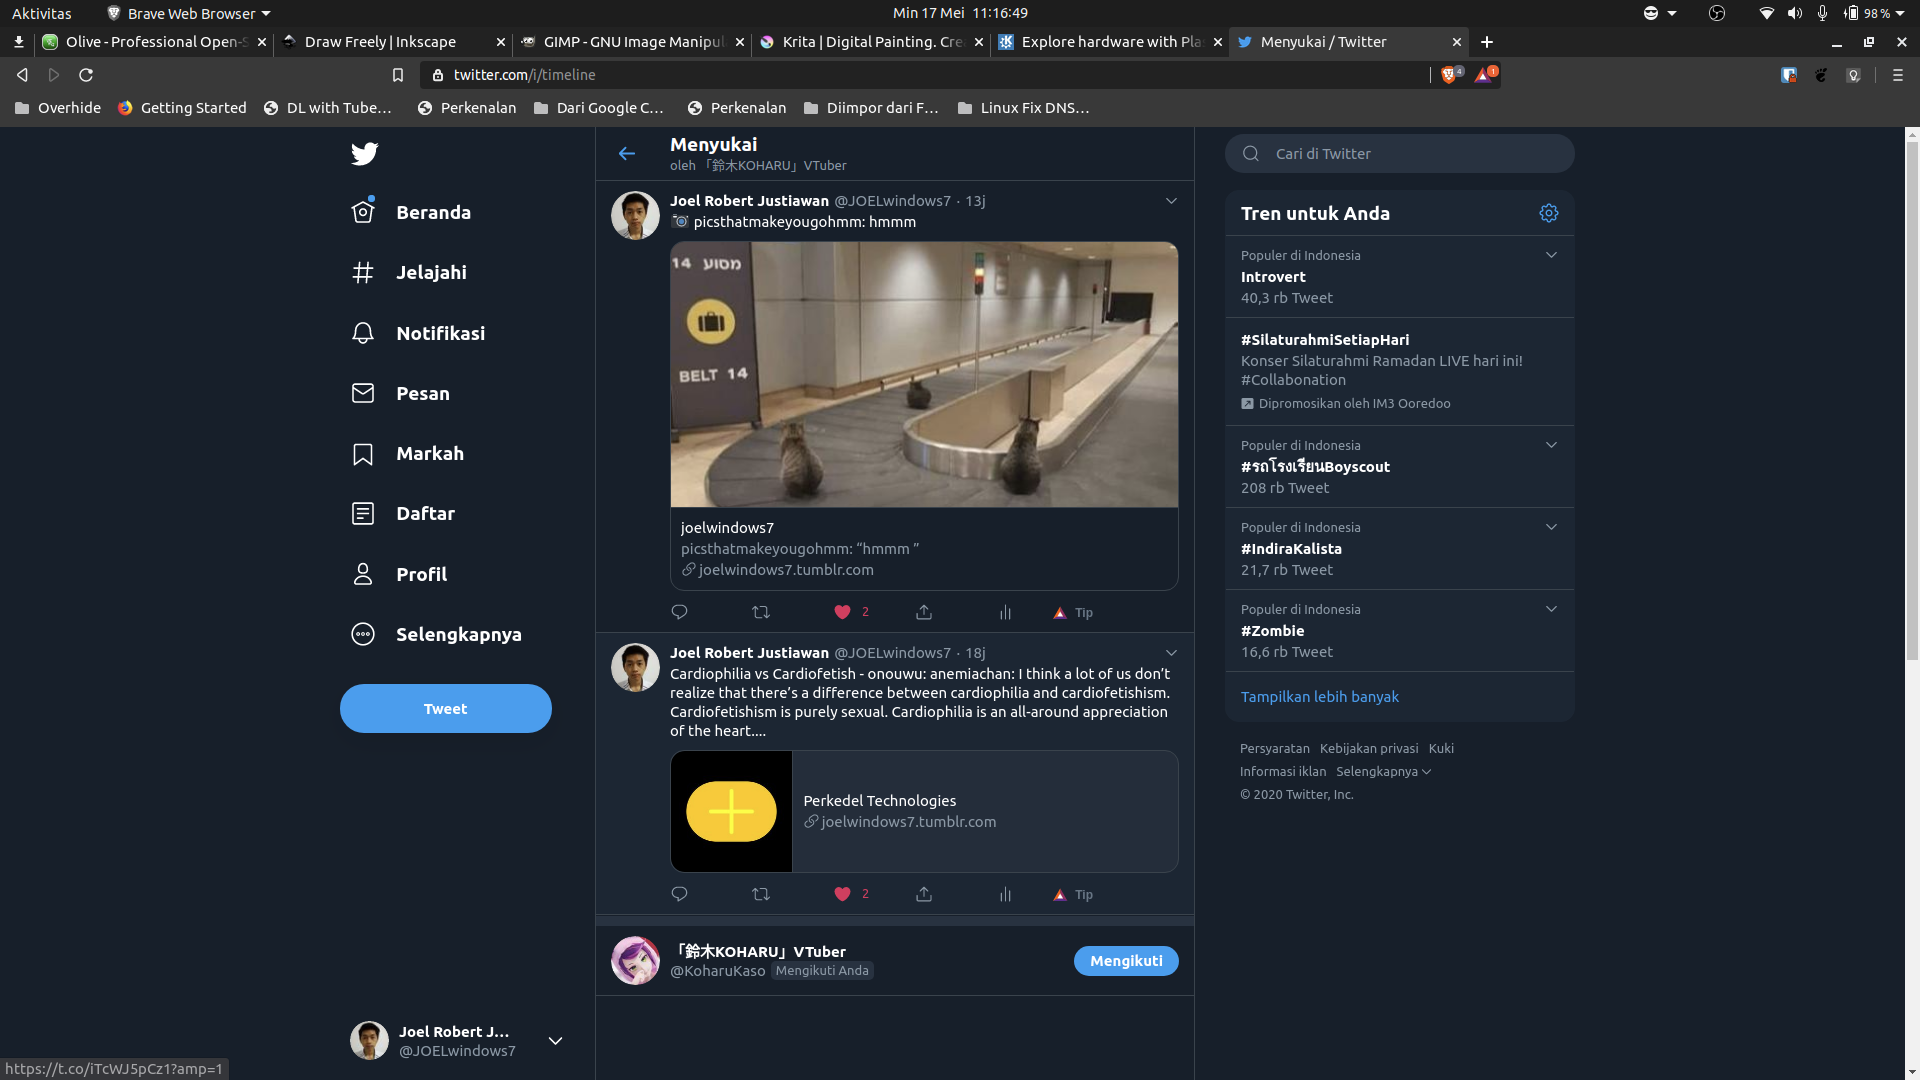 Aktivitas
Brave Web Browser
Min 17 Mei 11:16:49
98 %
Olive - Professional Open-S
Draw Freely | Inkscape
GIMP - GNU Image Manipul
Krita | Digital Painting. Cre
Explore hardware with Pla
Menyukai / Twitter
twitter.com/i/timeline
4
1
Overhide
Getting Started
DL with Tube…
Perkenalan
Dari Google C…
Perkenalan
Diimpor dari F…
Linux Fix DNS…
Beranda
Jelajahi
Notifikasi
Pesan
Markah
Daftar
Profil
Selengkapnya
Tweet
Joel Robert J…
@JOELwindows7
https://t.co/iTcWJ5pCz1?amp=1
Menyukai
oleh 「鈴木KOHARU」VTuber
Joel Robert Justiawan @JOELwindows7 · 13j
📷 picsthatmakeyougohmm: hmmm
14 מסוע
BELT 14
joelwindows7
picsthatmakeyougohmm: “hmmm ”
joelwindows7.tumblr.com
2
Tip
Joel Robert Justiawan @JOELwindows7 · 18j
Cardiophilia vs Cardiofetish - onouwu: anemiachan: I think a lot of us don’t
realize that there’s a difference between cardiophilia and cardiofetishism.
Cardiofetishism is purely sexual. Cardiophilia is an all-around appreciation
of the heart....
Perkedel Technologies
joelwindows7.tumblr.com
2
Tip
「鈴木KOHARU」VTuber
@KoharuKaso Mengikuti Anda
Mengikuti
Cari di Twitter
Tren untuk Anda
Populer di Indonesia
Introvert
40,3 rb Tweet
#SilaturahmiSetiapHari
Konser Silaturahmi Ramadan LIVE hari ini!
#Collabonation
Dipromosikan oleh IM3 Ooredoo
Populer di Indonesia
#รถโรงเรียนBoyscout
208 rb Tweet
Populer di Indonesia
#IndiraKalista
21,7 rb Tweet
Populer di Indonesia
#Zombie
16,6 rb Tweet
Tampilkan lebih banyak
Persyaratan Kebijakan privasi Kuki
Informasi iklan Selengkapnya
© 2020 Twitter, Inc.